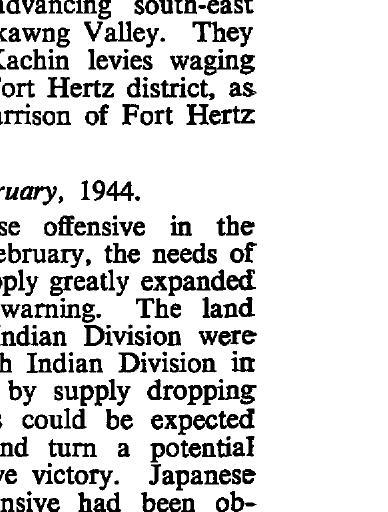 advancing south-east
kawng Valley. They
Kachin levies waging
Fort Hertz district, as
arrison of Fort Hertz
ruary, 1944.
se offensive in the
ebruary, the needs of
pply greatly expanded
warning. The land
Indian Division were
h Indian Division in
by supply dropping
s could be expected
nd turn a potential
ve victory. Japanese
nsive had been ob-